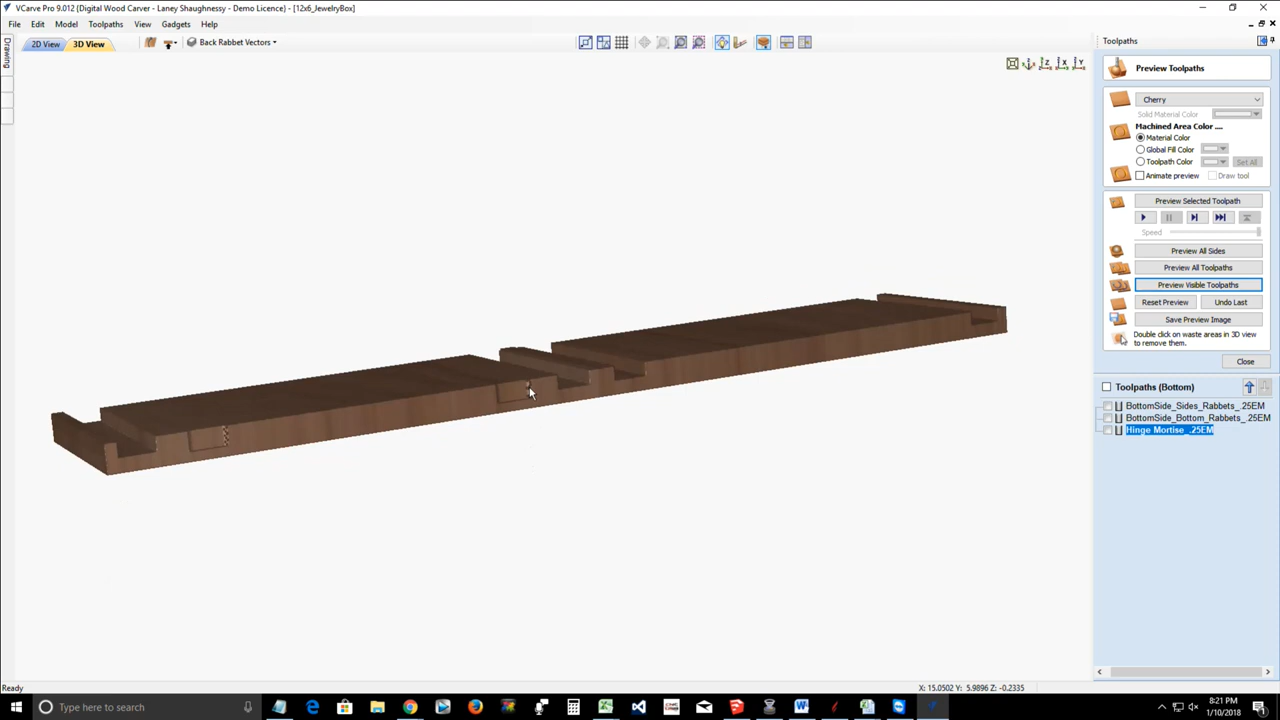 VCarve Pro 9.012 {Digital Wood Carver - Laney Shaughnessy - Demo Licence} - [12x6_JewelryBox]
File Edit Model Toolpaths View Gadgets Help
2D View 3D View Back Rabbet Vectors
Drawing
Z X Y
Toolpaths
Preview Toolpaths
Cherry
Solid Material Color
Machined Area Color ....
Material Color
Global Fill Color
Toolpath Color Set All
Animate preview Draw tool
Preview Selected Toolpath
Speed
Preview All Sides
Preview All Toolpaths
Preview Visible Toolpaths
Reset Preview Undo Last
Save Preview Image
Double click on waste areas in 3D view
to remove them.
Close
Toolpaths (Bottom)
BottomSide_Sides_Rabbets_.25EM
BottomSide_Bottom_Rabbets_.25EM
Hinge Mortise_.25EM
Ready
X: 15.0502 Y: 5.9896 Z: -0.2335
Type here to search
8:21 PM
1/10/2018